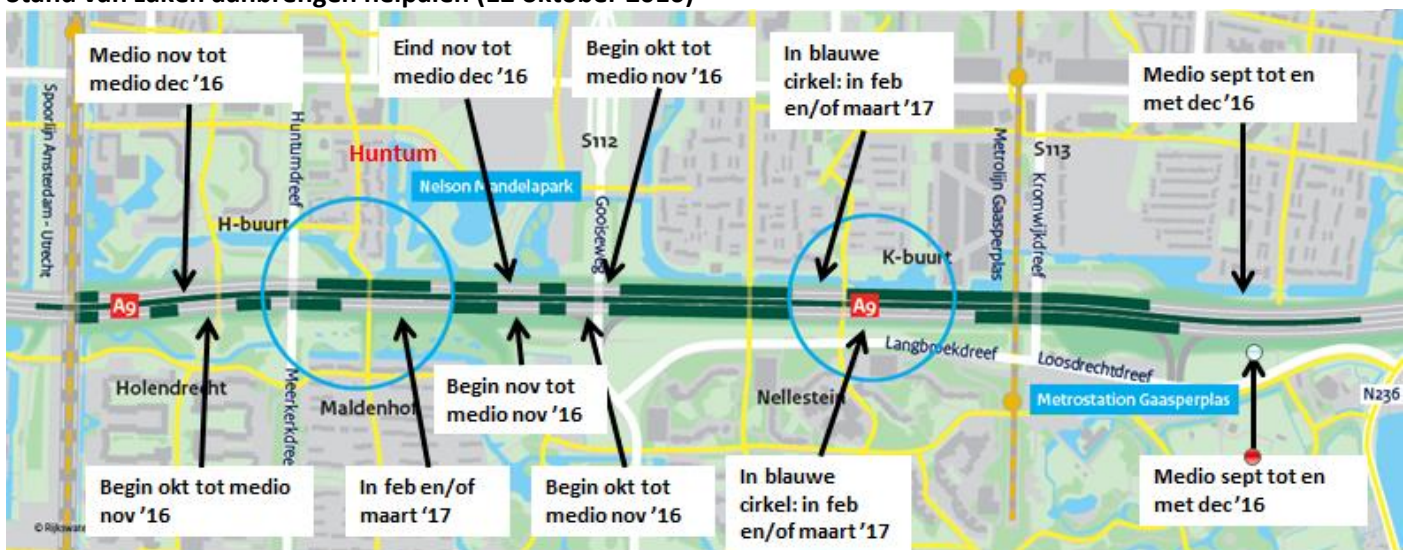 Stand van zaken aanbrengen heipalen (12 oktober 2016)
Medio nov tot
medio dec '16
Eind nov tot
medio dec '16
Begin okt tot
medio nov '16
In blauwe
cirkel: in feb
en/of maart '17
Medio sept tot en
met dec '16
Spoorlijn Amsterdam - Utrecht
Huntumdreef
Huntum
S112
Metrolijn Gaasperplas
S113
Kromwijkdreef
Nelson Mandelapark
H-buurt
Gooiseweg
K-buurt
A9
A9
Langbroekdreef
Loosdrechtdreef
Holendrecht
Meerkerkdree
Maldenhof
Begin nov tot
medio nov '16
Nellestein
Metrostation Gaasperplas
N236
Begin okt tot medio
nov '16
In feb en/of
maart '17
Begin okt tot
medio nov '16
In blauwe
cirkel: in feb
en/of maart '17
Medio sept tot en
met dec '16
© Rijkswate